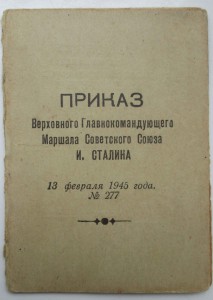 ПРИКАЗ
Верховного Главнокомандующего
Маршала Советского Союза
И. СТАЛИНА
13 февраля 1945 года.
№ 277